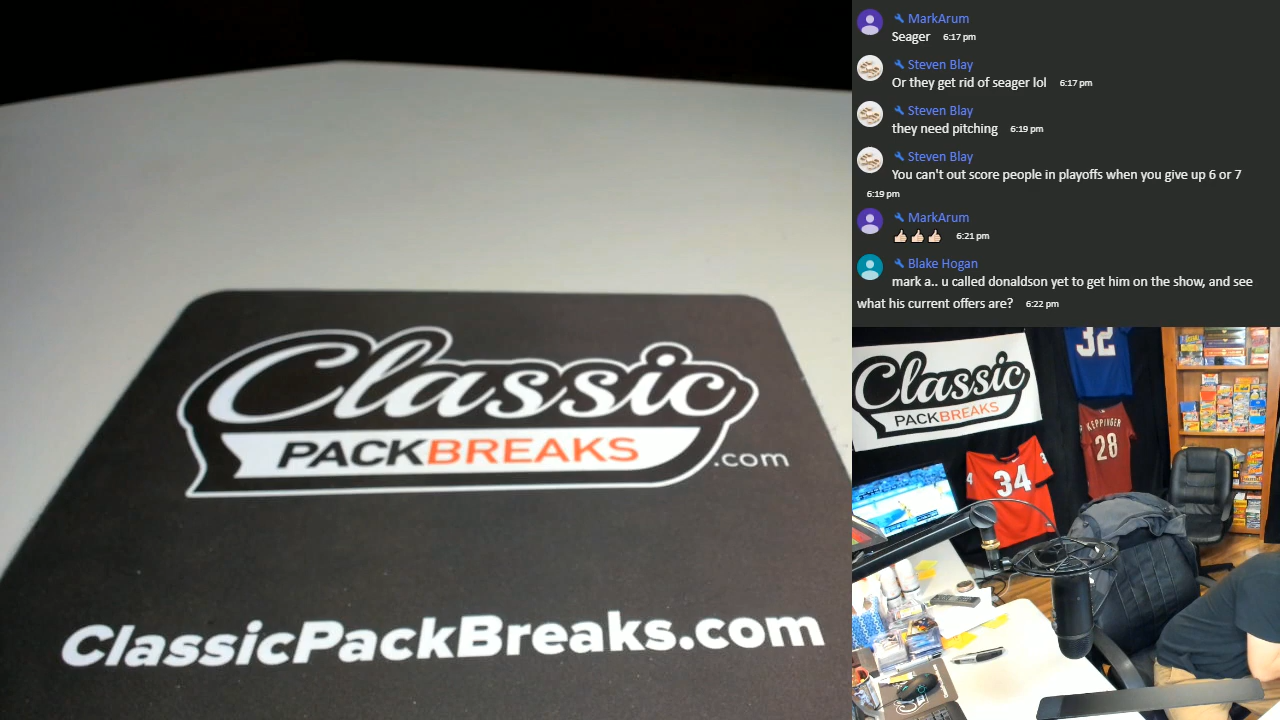 Classic
PACKBREAKS
.com
ClassicPackBreaks.com
MarkArum
Seager 6:17 pm
Steven Blay
Or they get rid of seager lol 6:17 pm
Steven Blay
they need pitching 6:19 pm
Steven Blay
You can't out score people in playoffs when you give up 6 or 7
6:19 pm
MarkArum
👍🏻👍🏻👍🏻 6:21 pm
Blake Hogan
mark a.. u called donaldson yet to get him on the show, and see
what his current offers are? 6:22 pm
Classic
PACKBREAKS
32
KEPPINGER
28
34